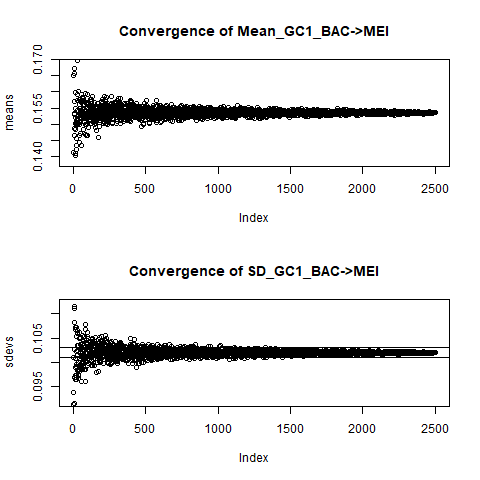 Convergence of Mean_GC1_BAC->MEI
means
0.170
0.155
0.140
0 500 1000 1500 2000 2500
Index
Convergence of SD_GC1_BAC->MEI
sdevs
0.105
0.095
0 500 1000 1500 2000 2500
Index